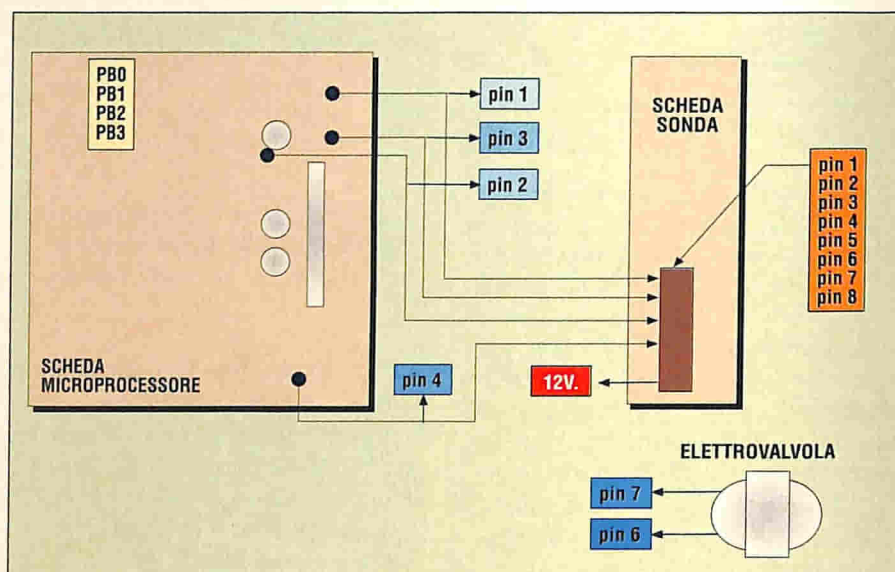 PB0
PB1
PB2
PB3
pin 1
pin 3
pin 2
SCHEDA
MICROPROCESSORE
pin 4
SCHEDA
SONDA
12V.
pin 1
pin 2
pin 3
pin 4
pin 5
pin 6
pin 7
pin 8
ELETTROVALVOLA
pin 7
pin 6